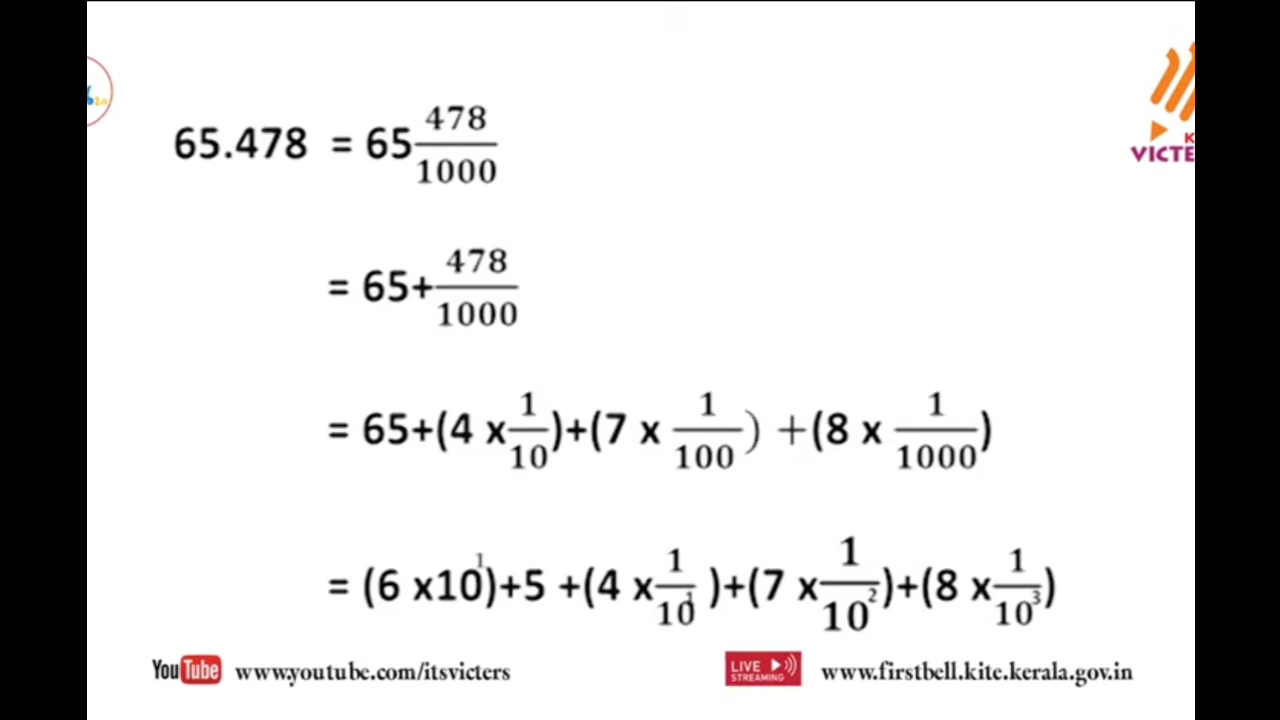 65.478 = 65 478/1000
= 65+ 478/1000
= 65+(4 x 1/10)+(7 x 1/100) +(8 x 1/1000)
= (6 x10¹)+5 +(4 x 1/10¹)+(7 x 1/10²)+(8 x 1/10³)
K
VICTE
YouTube www.youtube.com/itsvicters
LIVE STREAMING www.firstbell.kite.kerala.gov.in